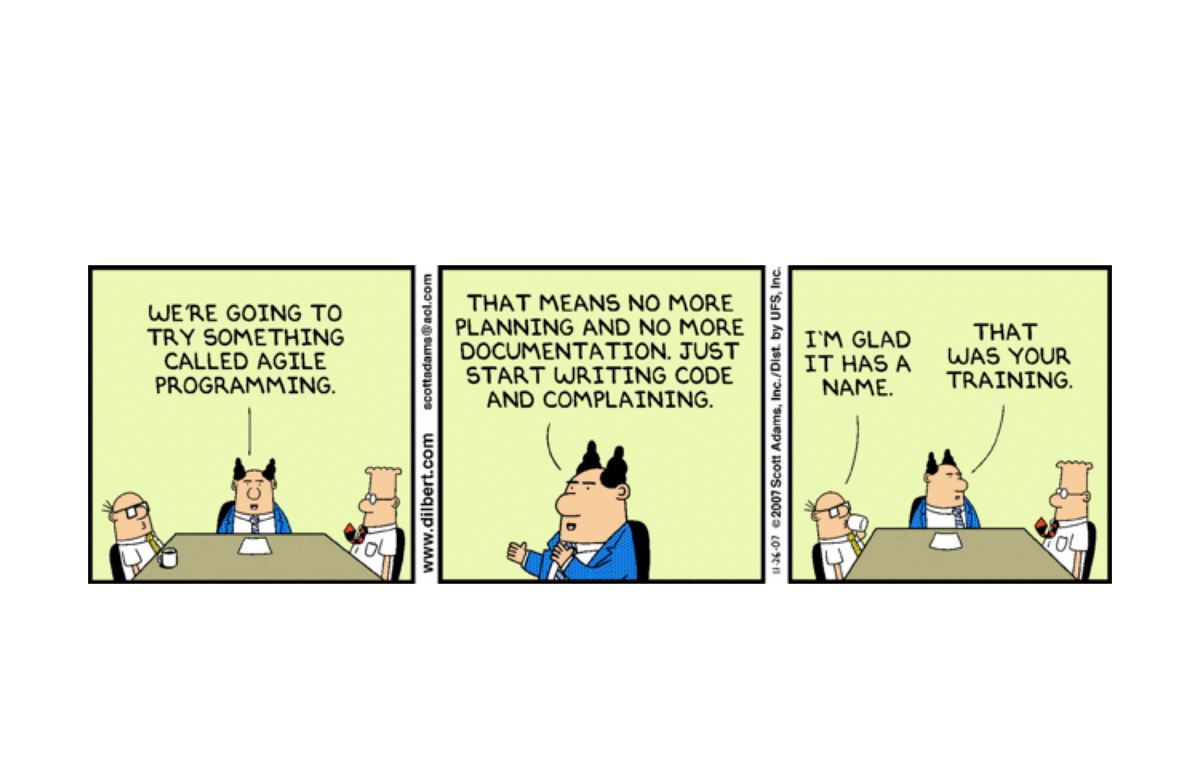 WE'RE GOING TO
TRY SOMETHING
CALLED AGILE
PROGRAMMING.
www.dilbert.com scottadams@aol.com
THAT MEANS NO MORE
PLANNING AND NO MORE
DOCUMENTATION. JUST
START WRITING CODE
AND COMPLAINING.
11-26-07 ©2007 Scott Adams, Inc./Dist. by UFS, Inc.
I'M GLAD
IT HAS A
NAME.
THAT
WAS YOUR
TRAINING.